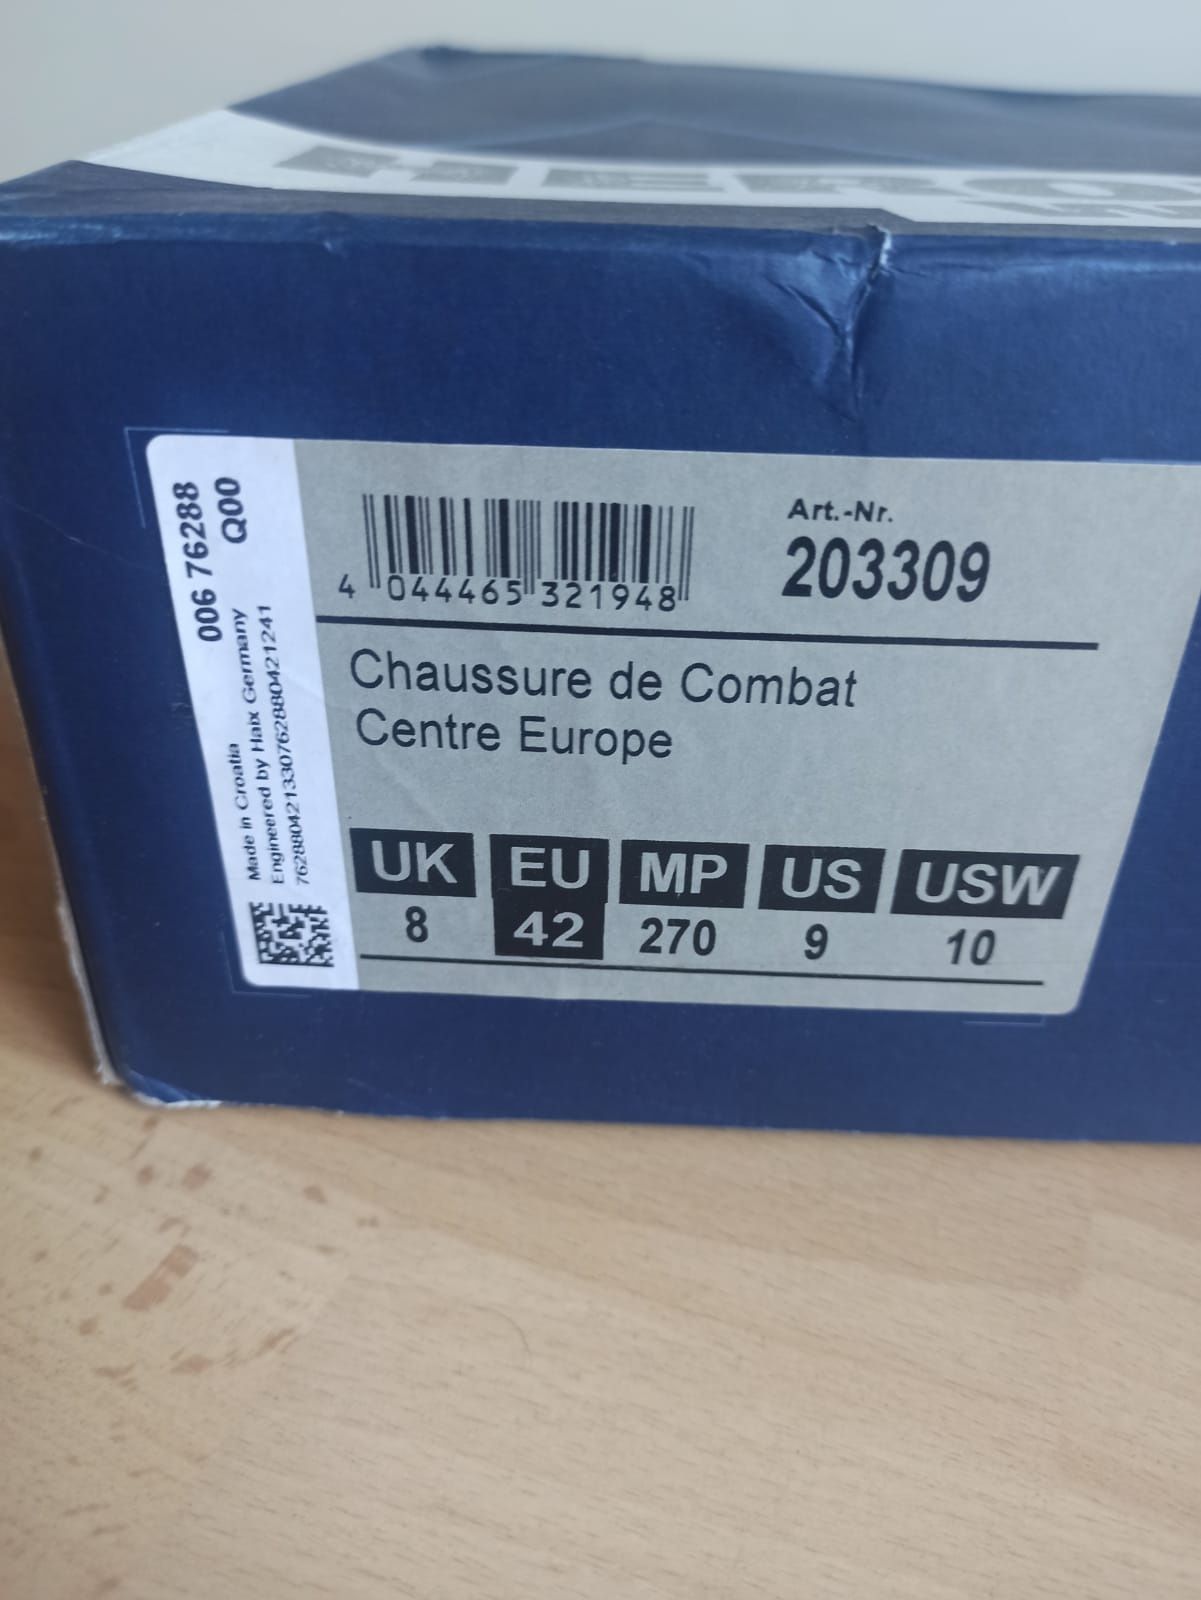 HERO
006 76288
Q00
Made in Croatia
Engineered by Haix Germany
762880421330762880421241
4 044465 321948
Art.-Nr.
203309
Chaussure de Combat
Centre Europe
UK EU MP US USW
8 42 270 9 10